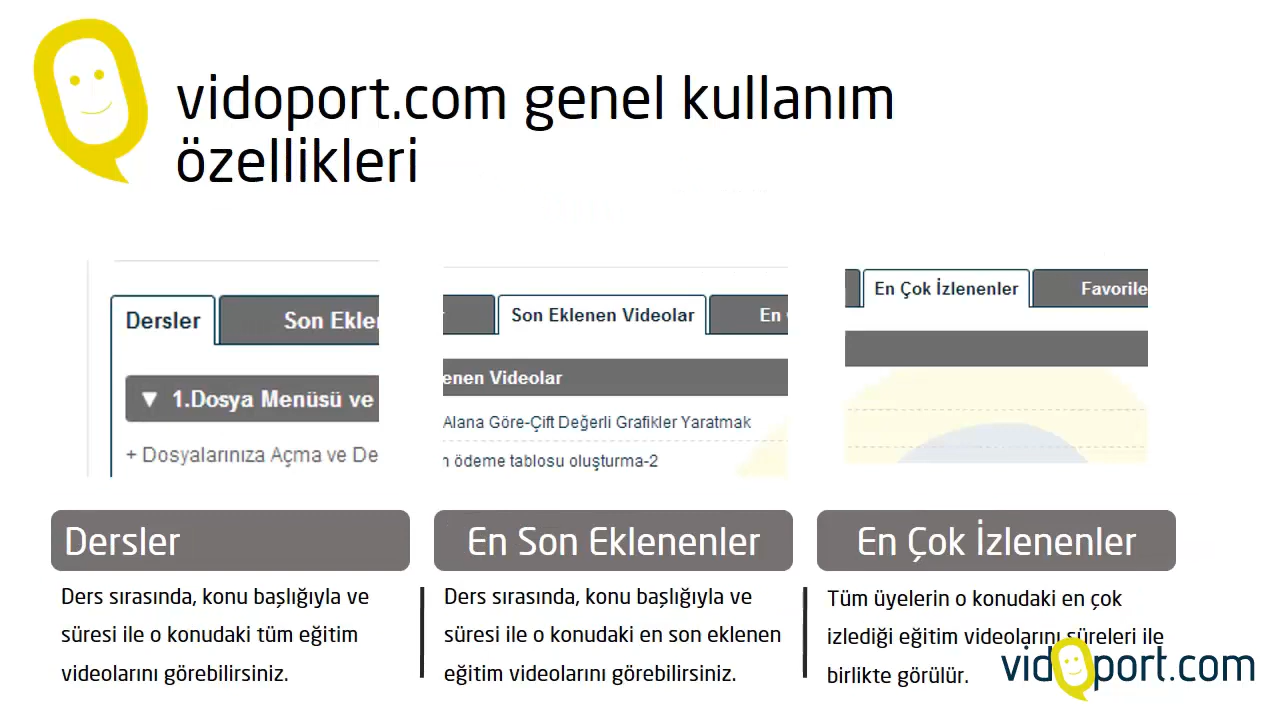 vidoport.com genel kullanım
özellikleri
Dersler
Son Ekle
▼ 1.Dosya Menüsü ve
+ Dosyalarınıza Açma ve De
Son Eklenen Videolar
En
enen Videolar
Alana Göre-Çift Değerli Grafikler Yaratmak
n ödeme tablosu oluşturma-2
En Çok İzlenenler
Favorile
Dersler
Ders sırasında, konu başlığıyla ve
süresi ile o konudaki tüm eğitim
videolarını görebilirsiniz.
En Son Eklenenler
Ders sırasında, konu başlığıyla ve
süresi ile o konudaki en son eklenen
eğitim videolarını görebilirsiniz.
En Çok İzlenenler
Tüm üyelerin o konudaki en çok
izlediği eğitim videolarını süreleri ile
birlikte görülür.
vidoport.com